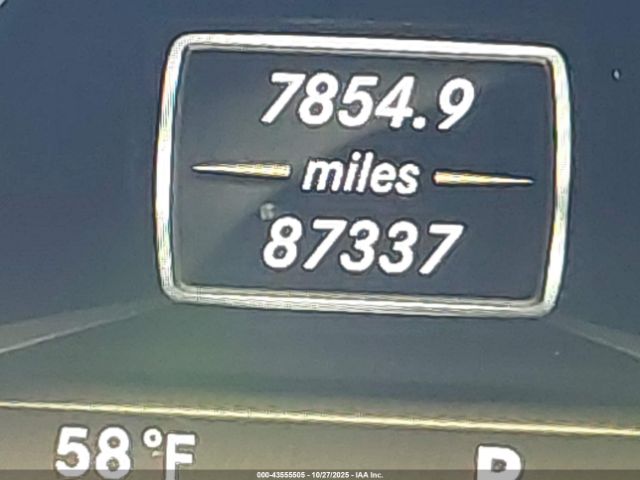 7854.9
miles
87337
58 °F P
000-43555505 - 10/27/2025 - IAA Inc.